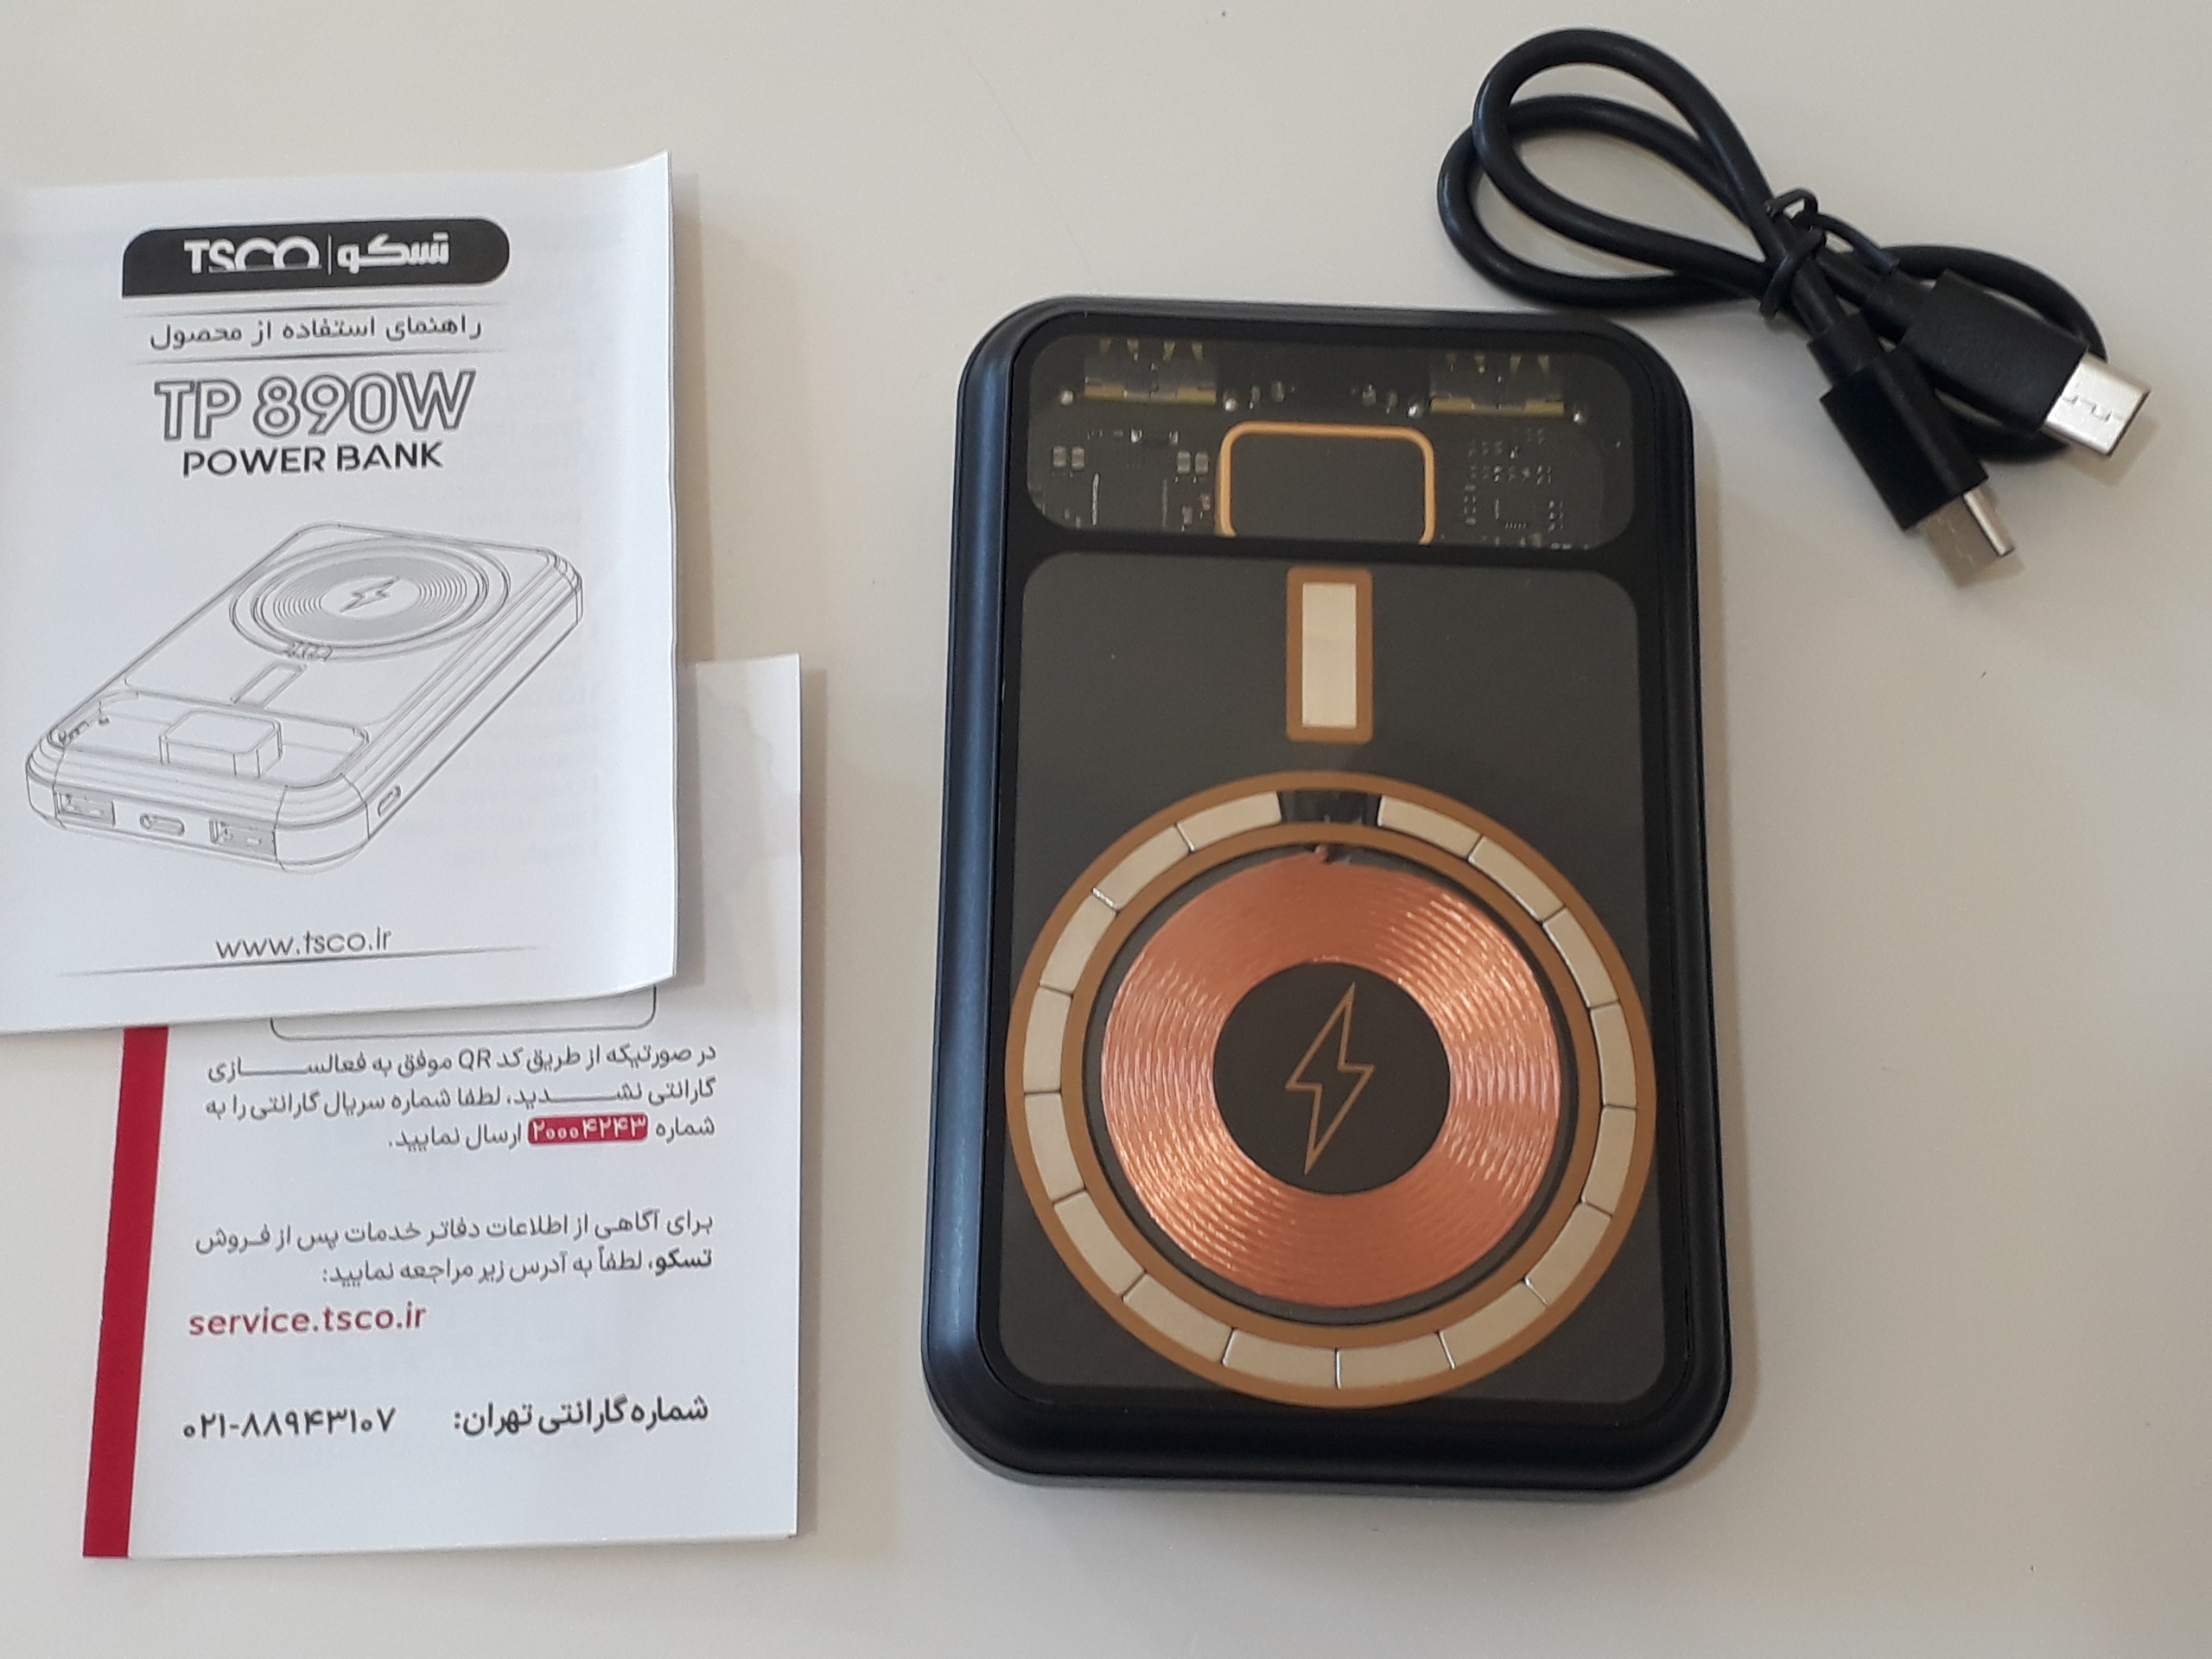 TSCO | تسکو
راهنمای استفاده از محصول
TP 890W
POWER BANK
www.tsco.ir
در صورتیکه از طریق کد QR موفق به فعالسازی
گارانتی نشدید، لطفا شماره سریال گارانتی را به
شماره ۲۰۰۰۴۲۴۳ ارسال نمایید.
برای آگاهی از اطلاعات دفاتر خدمات پس از فروش
تسکو، لطفاً به آدرس زیر مراجعه نمایید:
service.tsco.ir
شماره گارانتی تهران: ۰۲۱-۸۸۹۴۳۱۰۷